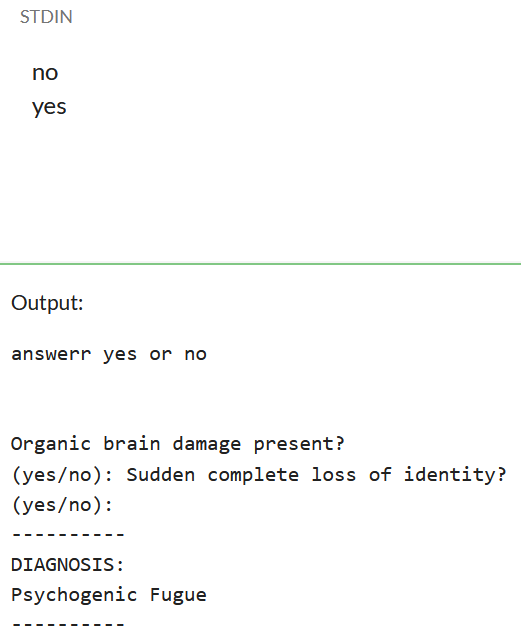 STDIN
no
yes
Output:
answerr yes or no
Organic brain damage present?
(yes/no): Sudden complete loss of identity?
(yes/no):
----------
DIAGNOSIS:
Psychogenic Fugue
----------